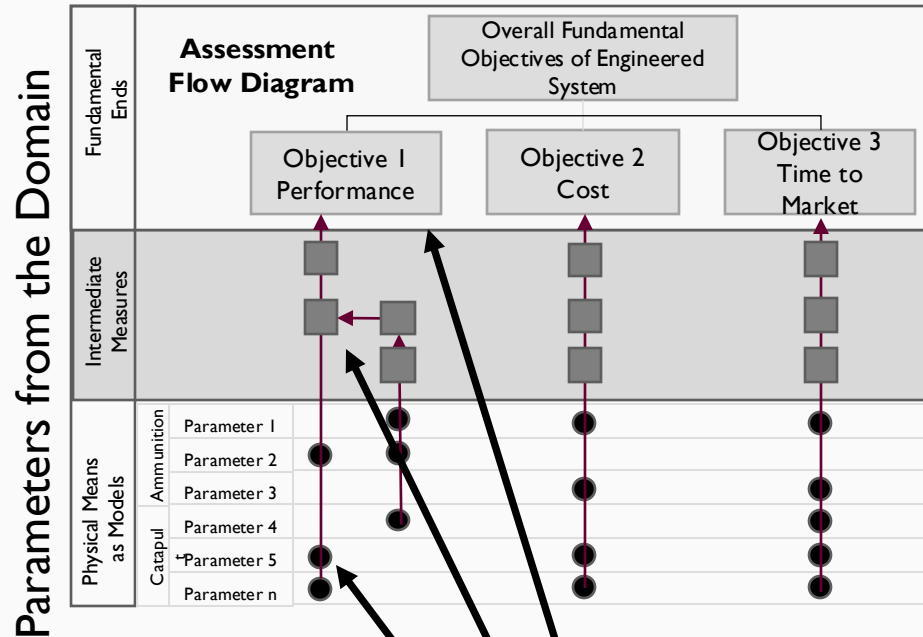 Parameters from the Domain
Fundamental
Ends
Assessment
Flow Diagram
Overall Fundamental
Objectives of Engineered
System
Objective 1
Performance
Objective 2
Cost
Objective 3
Time to
Market
Intermediate
Measures
Physical Means
as Models
Ammunition
Catapul
t
Parameter 1
Parameter 2
Parameter 3
Parameter 4
Parameter 5
Parameter n